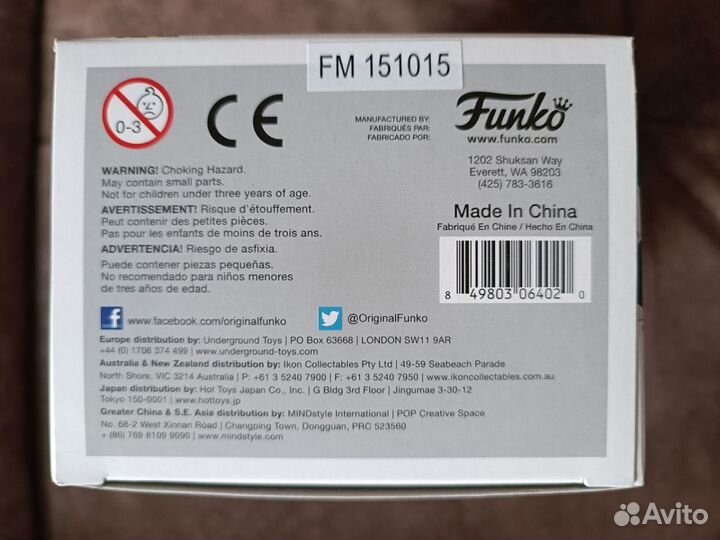 FM 151015
0-3
CE
MANUFACTURED BY:
FABRIQUÉS PAR:
FABRICADO POR:
Funko
www.funko.com
1202 Shuksan Way
Everett, WA 98203
(425) 783-3616
WARNING! Choking Hazard.
May contain small parts.
Not for children under three years of age.
AVERTISSEMENT! Risque d'étouffement.
Peut contenir des petites pièces.
Pas pour les enfants de moins de trois ans.
ADVERTENCIA! Riesgo de asfixia.
Puede contener piezas pequeñas.
No recomendado para niños menores
de tres años de edad.
Made In China
Fabriqué En Chine / Hecho En China
8 49803 06402 0
f www.facebook.com/originalfunko
@OriginalFunko
Europe distribution by: Underground Toys | PO Box 63668 | LONDON SW11 9AR
+44 (0) 1708 374 499 | www.underground-toys.com
Australia & New Zealand distribution by: Ikon Collectables Pty Ltd | 49-59 Seabeach Parade
North Shore, VIC 3214 Australia | P: +61 3 5240 7900 | F: +61 3 5240 7950 | www.ikoncollectables.com.au
Japan distribution by: Hot Toys Japan Co., Inc. | G Bldg 3rd Floor | Jingumae 3-30-12
Tokyo 150-0001 | www.hottoys.jp
Greater China & S.E. Asia distribution by: MINDstyle International | POP Creative Space
No. 68-2 West Xinnan Road | Changping Town, Dongguan, PRC 523560
+ (86) 769 8109 9090 | www.mindstyle.com
Avito